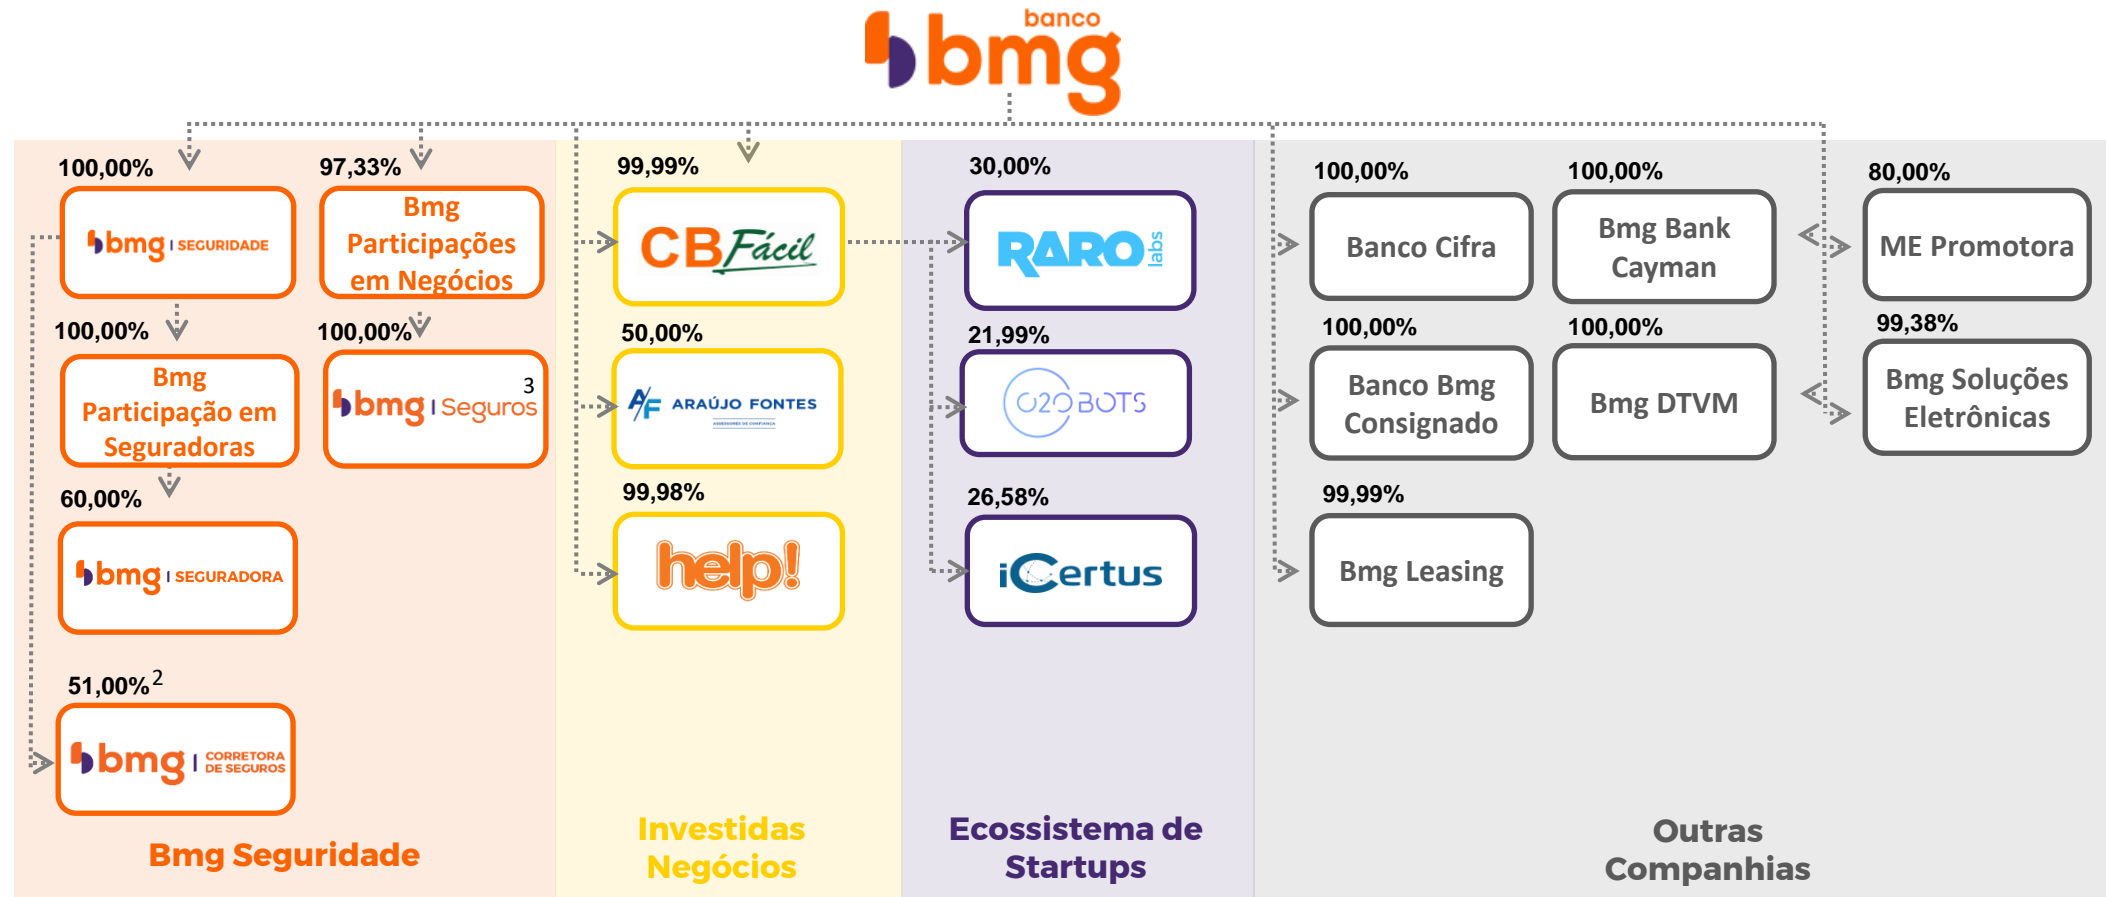 banco
bmg
100,00%
bmg | SEGURIDADE
97,33%
Bmg
Participações
em Negócios
100,00%
Bmg
Participação em
Seguradoras
100,00%
bmg | Seguros 3
60,00%
bmg | SEGURADORA
51,00% 2
bmg | CORRETORA
DE SEGUROS
Bmg Seguridade
99,99%
CB Fácil
50,00%
A/F ARAÚJO FONTES
ASSESSORES DE CONFIANÇA
99,98%
help!
Investidas
Negócios
30,00%
RARO labs
21,99%
O2OBOTS
26,58%
iCertus
Ecossistema de
Startups
100,00%
Banco Cifra
100,00%
Bmg Bank
Cayman
80,00%
ME Promotora
100,00%
Banco Bmg
Consignado
100,00%
Bmg DTVM
99,38%
Bmg Soluções
Eletrônicas
99,99%
Bmg Leasing
Outras
Companhias